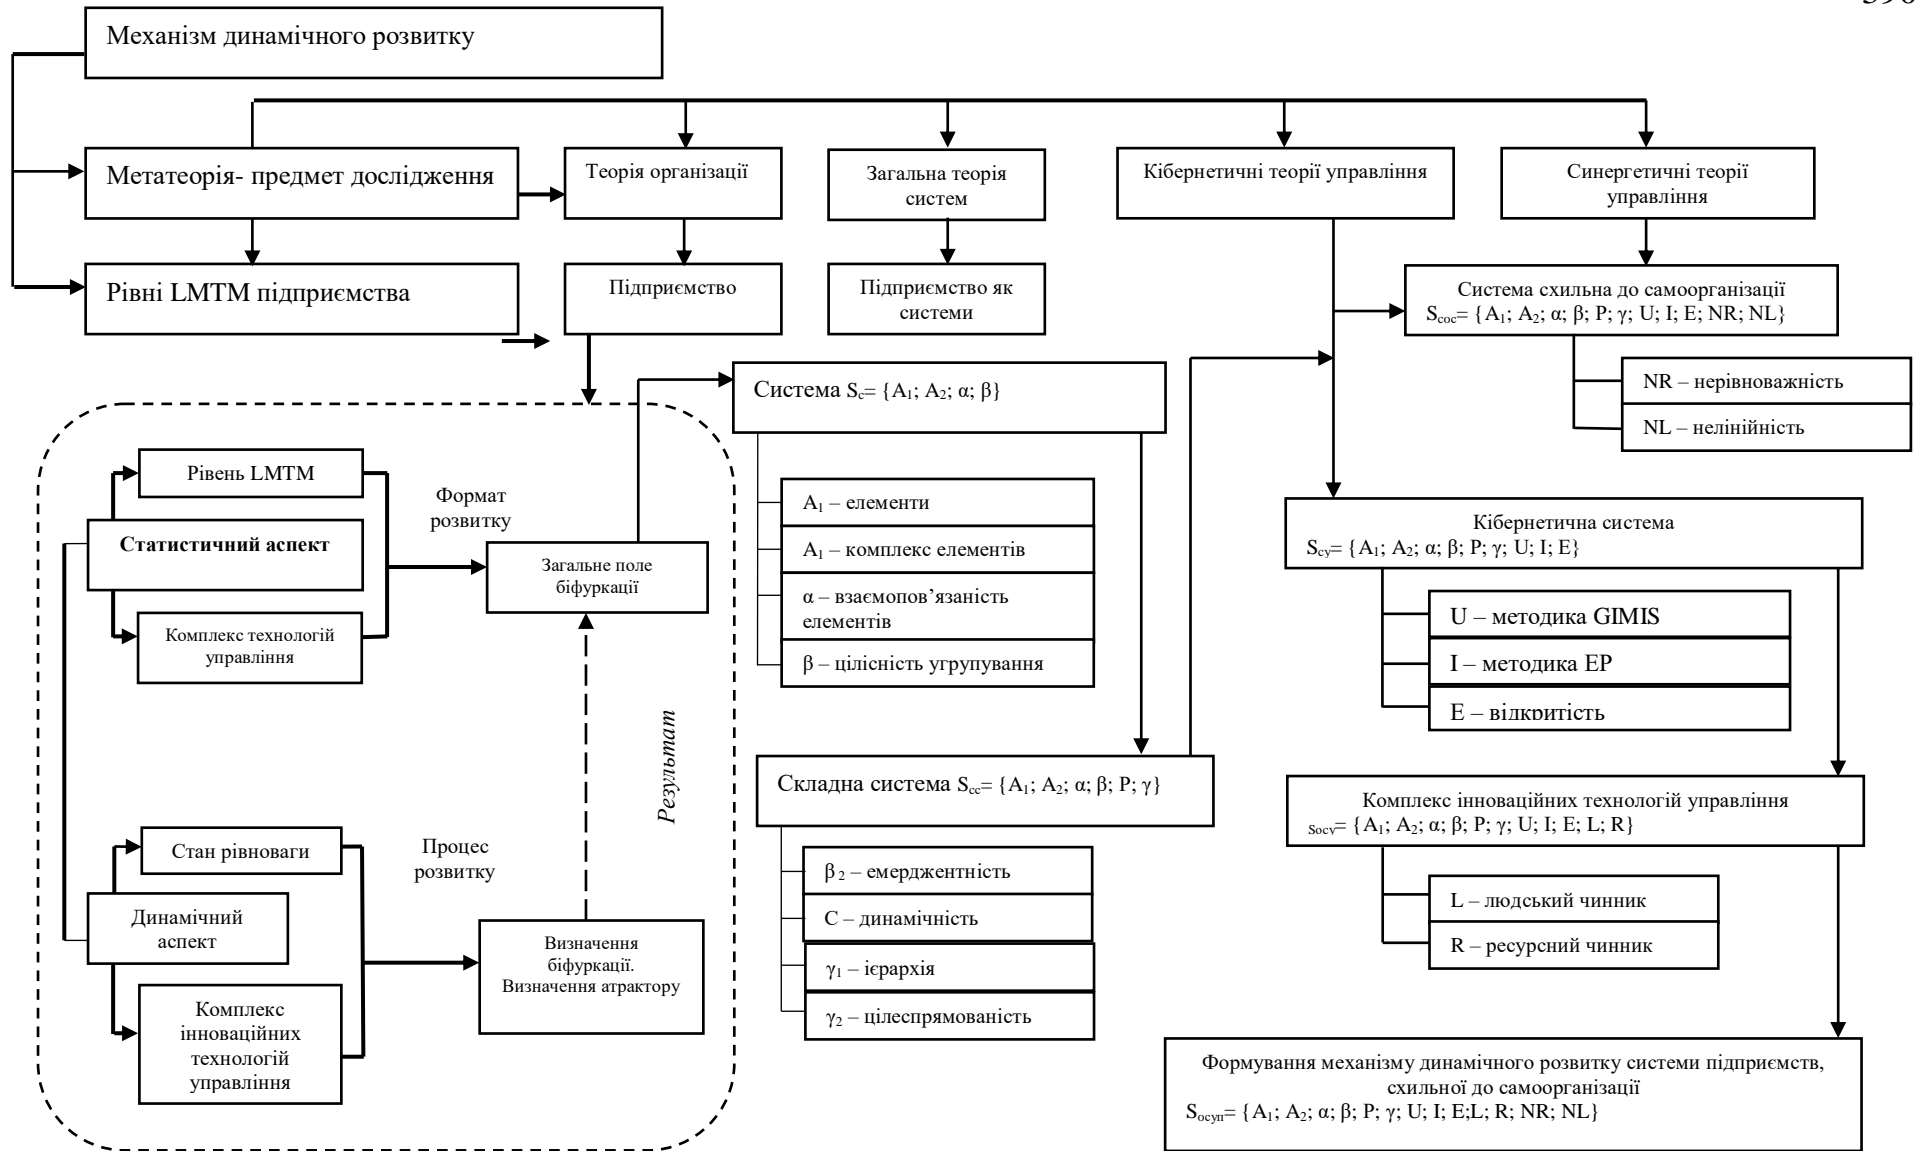 Механізм динамічного розвитку
Метатеорія- предмет дослідження
Теорія організації
Загальна теорія
систем
Кібернетичні теорії управління
Синергетичні теорії
управління
Рівні LMTM підприємства
Підприємство
Підприємство як
системи
Система схильна до самоорганізації
Sсос= {A1; A2; α; β; P; γ; U; I; E; NR; NL}
NR – нерівноважність
NL – нелінійність
Система Sс= {A1; A2; α; β}
A1 – елементи
A1 – комплекс елементів
α – взаємопов’язаність
елементів
β – цілісність угрупування
Рівень LMTM
Статистичний аспект
Комплекс технологій
управління
Формат
розвитку
Загальне поле
біфуркації
Результат
Кібернетична система
Sсу= {A1; A2; α; β; P; γ; U; I; E}
U – методика GIMIS
I – методика EP
E – відкритість
Складна система Sсс= {A1; A2; α; β; P; γ}
β 2 – емерджентність
C – динамічність
γ1 – ієрархія
γ2 – цілеспрямованість
Стан рівноваги
Динамічний
аспект
Комплекс
інноваційних
технологій
управління
Процес
розвитку
Визначення
біфуркації.
Визначення атрактору
Комплекс інноваційних технологій управління
Sосу= {A1; A2; α; β; P; γ; U; I; E; L; R}
L – людський чинник
R – ресурсний чинник
Формування механізму динамічного розвитку системи підприємств,
схильної до самоорганізації
Sосуп= {A1; A2; α; β; P; γ; U; I; E;L; R; NR; NL}